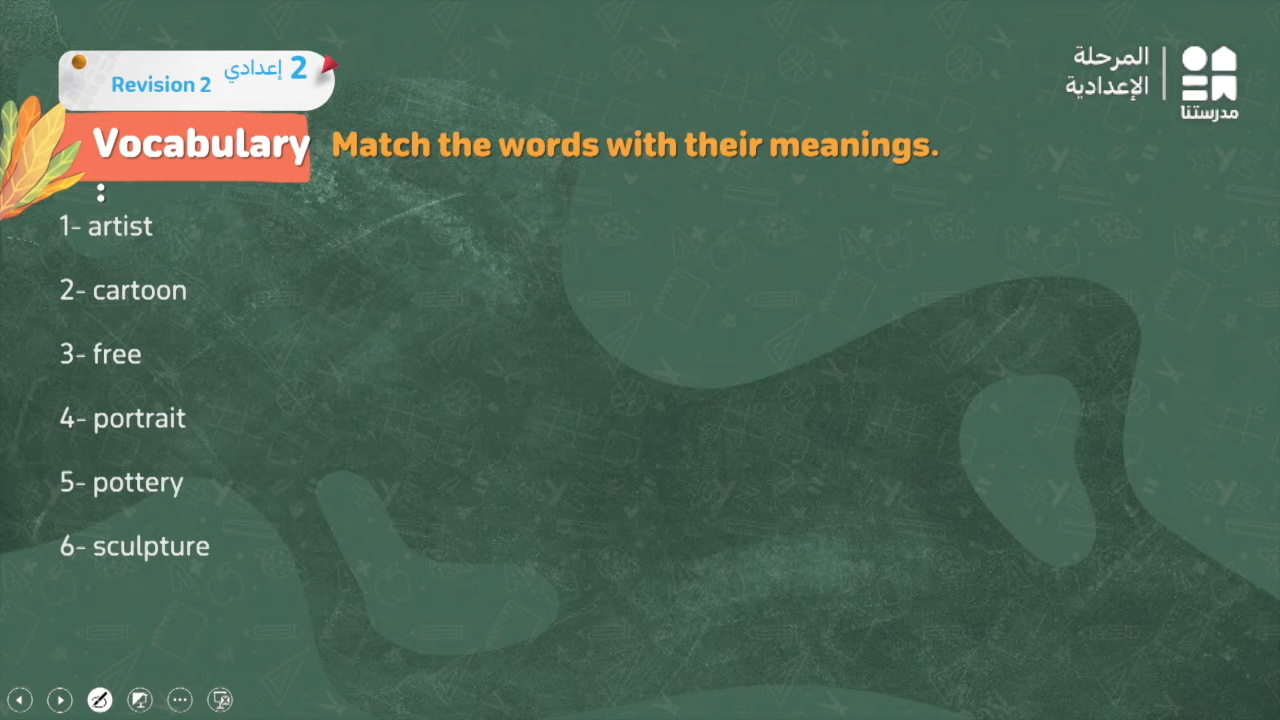 2 إعدادي
Revision 2
المرحلة
الإعدادية
مدرستنا
Vocabulary
:
Match the words with their meanings.
1- artist
2- cartoon
3- free
4- portrait
5- pottery
6- sculpture